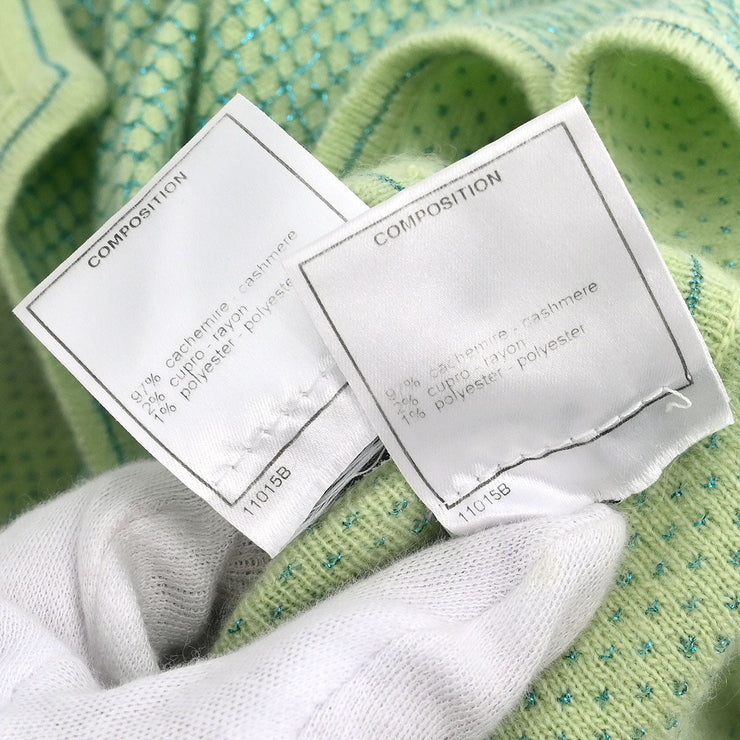 COMPOSITION
97% cachemire - cashmere
2% cupro - rayon
1% polyester - polyester
11015B
COMPOSITION
97% cachemire - cashmere
2% cupro - rayon
1% polyester - polyester
11015B